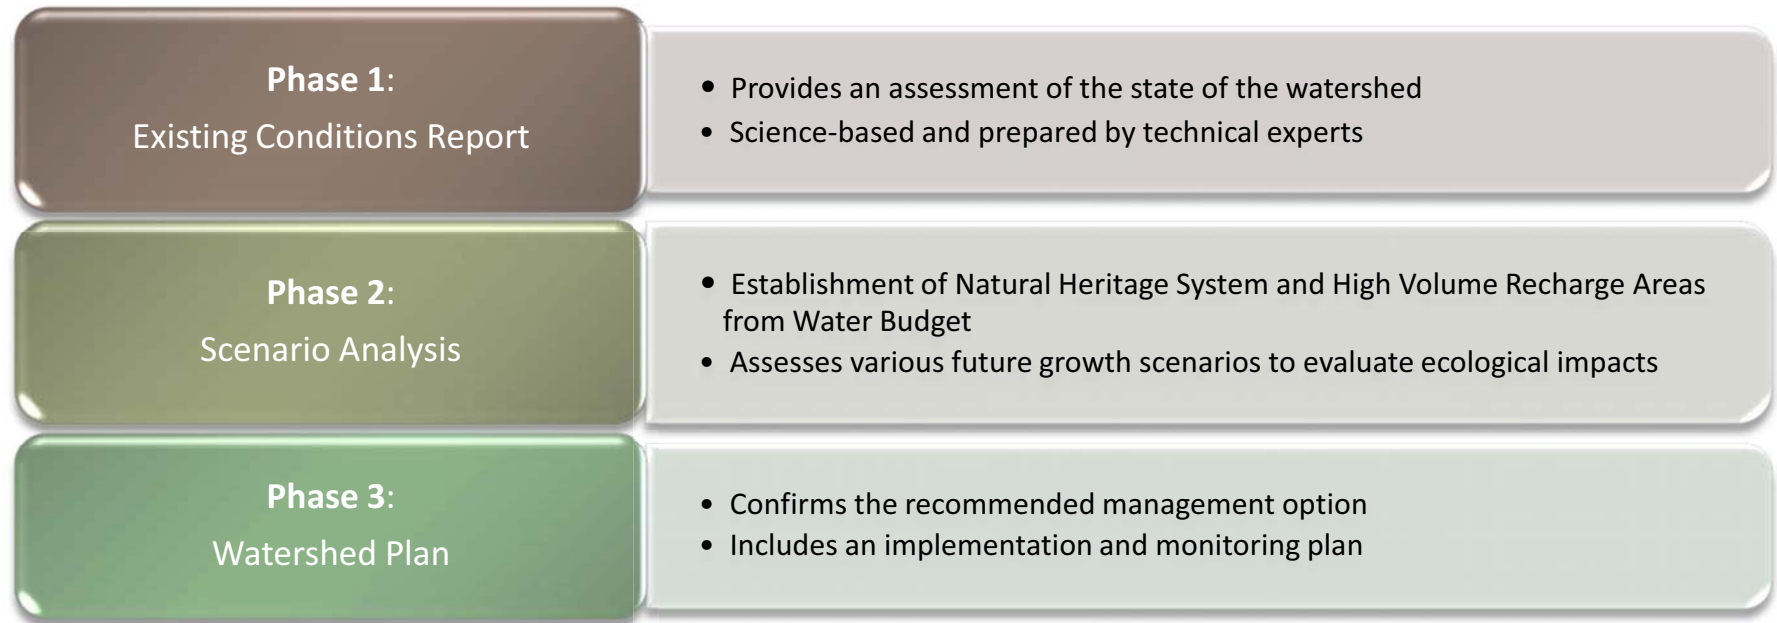 Phase 1:
Existing Conditions Report
• Provides an assessment of the state of the watershed
• Science-based and prepared by technical experts
Phase 2:
Scenario Analysis
• Establishment of Natural Heritage System and High Volume Recharge Areas
from Water Budget
• Assesses various future growth scenarios to evaluate ecological impacts
Phase 3:
Watershed Plan
• Confirms the recommended management option
• Includes an implementation and monitoring plan